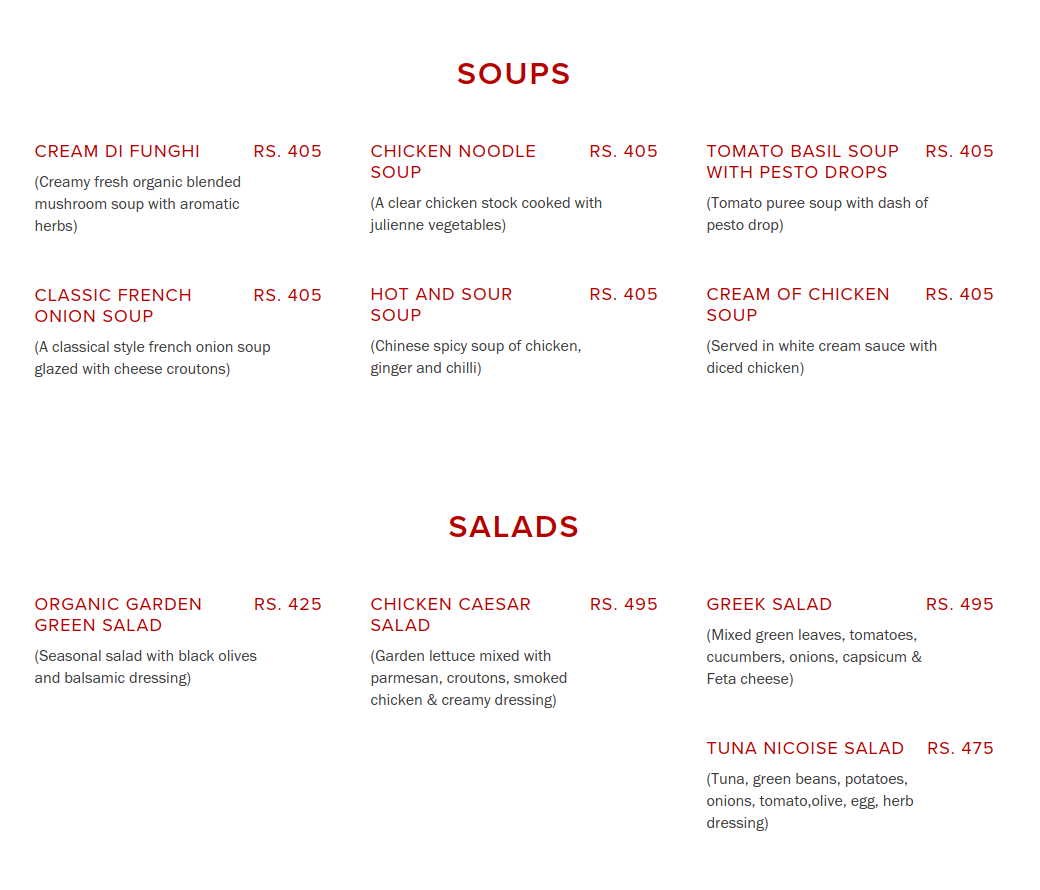 SOUPS
CREAM DI FUNGHI RS. 405
(Creamy fresh organic blended
mushroom soup with aromatic
herbs)
CHICKEN NOODLE RS. 405
SOUP
(A clear chicken stock cooked with
julienne vegetables)
TOMATO BASIL SOUP RS. 405
WITH PESTO DROPS
(Tomato puree soup with dash of
pesto drop)
CLASSIC FRENCH RS. 405
ONION SOUP
(A classical style french onion soup
glazed with cheese croutons)
HOT AND SOUR RS. 405
SOUP
(Chinese spicy soup of chicken,
ginger and chilli)
CREAM OF CHICKEN RS. 405
SOUP
(Served in white cream sauce with
diced chicken)
SALADS
ORGANIC GARDEN RS. 425
GREEN SALAD
(Seasonal salad with black olives
and balsamic dressing)
CHICKEN CAESAR RS. 495
SALAD
(Garden lettuce mixed with
parmesan, croutons, smoked
chicken & creamy dressing)
GREEK SALAD RS. 495
(Mixed green leaves, tomatoes,
cucumbers, onions, capsicum &
Feta cheese)
TUNA NICOISE SALAD RS. 475
(Tuna, green beans, potatoes,
onions, tomato,olive, egg, herb
dressing)